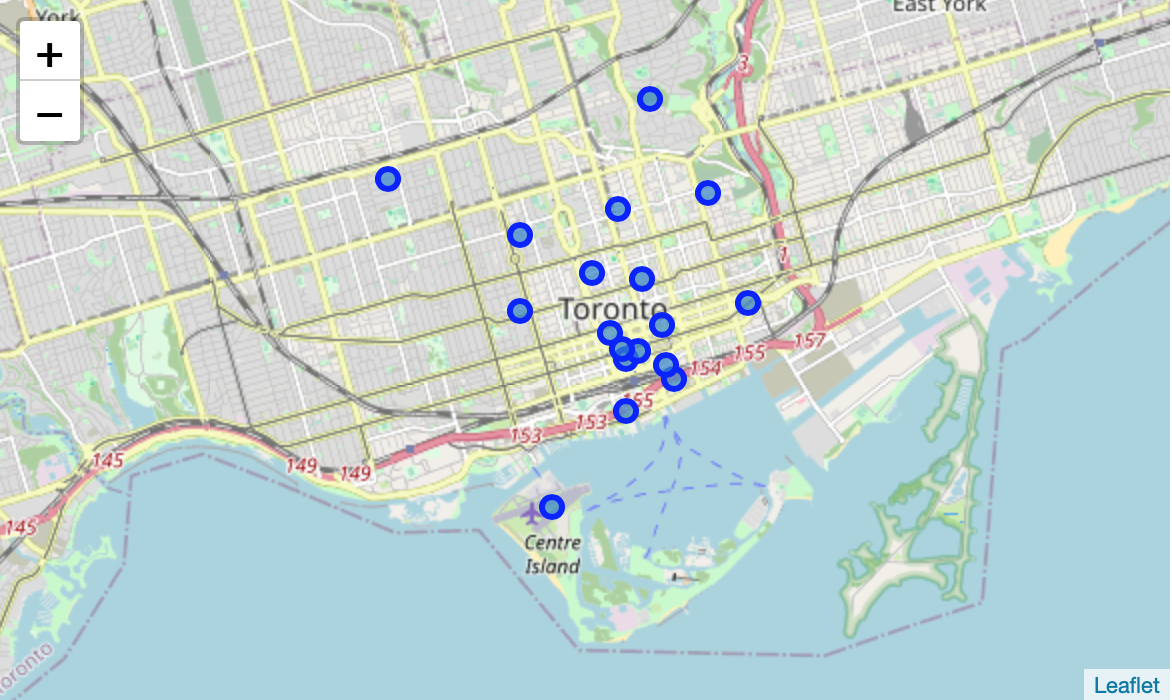 York
East York
+
−
3
1
Toronto
157
155
154
155
153
153
149
149
145
145
Centre
Island
oronto
Leaflet